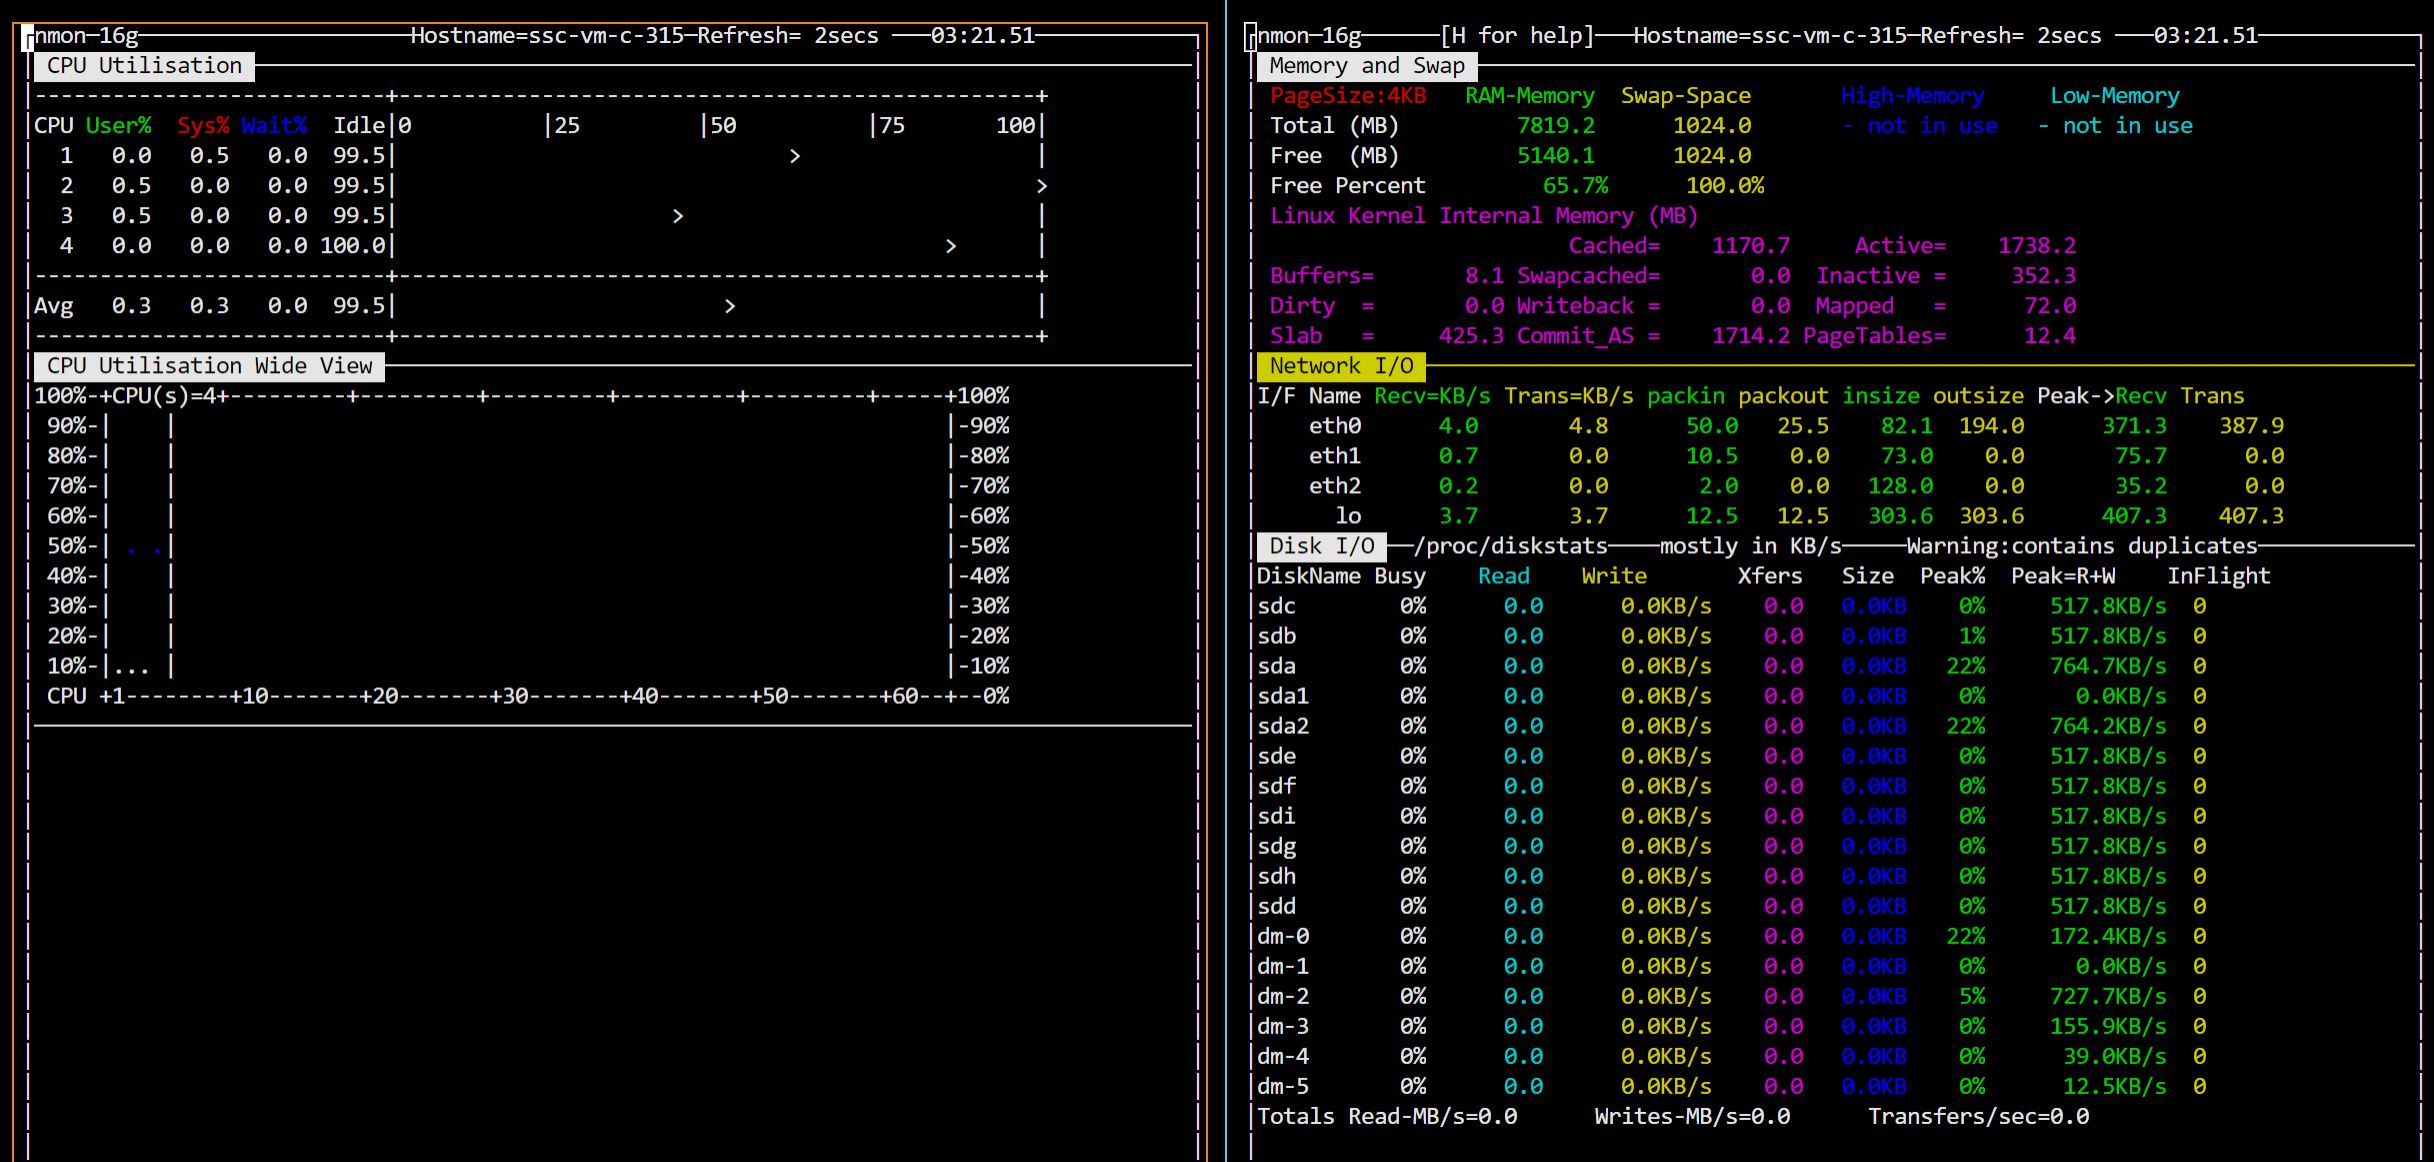 nmon─16g─────────────────────Hostname=ssc-vm-c-315─Refresh= 2secs ───03:21.51
CPU Utilisation
---------------------------+-------------------------------------------------+
CPU User%  Sys% Wait%  Idle|0          |25         |50          |75       100|
1   0.0   0.5   0.0  99.5|                              >                  |
2   0.5   0.0   0.0  99.5|                                                 >
3   0.5   0.0   0.0  99.5|                     >                           |
4   0.0   0.0   0.0 100.0|                                          >      |
---------------------------+-------------------------------------------------+
Avg   0.3   0.3   0.0  99.5|                         >                       |
---------------------------+-------------------------------------------------+
CPU Utilisation Wide View
100%-+CPU(s)=4+---------+---------+---------+---------+---------+-----+100%
90%-|    |                                                           |-90%
80%-|    |                                                           |-80%
70%-|    |                                                           |-70%
60%-|    |                                                           |-60%
50%-| . .|                                                           |-50%
40%-|    |                                                           |-40%
30%-|    |                                                           |-30%
20%-|    |                                                           |-20%
10%-|... |                                                           |-10%
CPU +1--------+10-------+20-------+30-------+40-------+50-------+60--+--0%
nmon─16g──────[H for help]───Hostname=ssc-vm-c-315─Refresh= 2secs ───03:21.51
Memory and Swap
PageSize:4KB   RAM-Memory  Swap-Space       High-Memory     Low-Memory
Total (MB)         7819.2      1024.0       - not in use   - not in use
Free  (MB)         5140.1      1024.0
Free Percent         65.7%      100.0%
Linux Kernel Internal Memory (MB)
Cached=    1170.7     Active=    1738.2
Buffers=       8.1 Swapcached=       0.0  Inactive =     352.3
Dirty  =       0.0 Writeback =       0.0  Mapped   =      72.0
Slab   =     425.3 Commit_AS =    1714.2 PageTables=      12.4
Network I/O
I/F Name Recv=KB/s Trans=KB/s packin packout insize outsize Peak->Recv Trans
eth0      4.0       4.8      50.0   25.5    82.1  194.0      371.3    387.9
eth1      0.7       0.0      10.5    0.0    73.0    0.0       75.7      0.0
eth2      0.2       0.0       2.0    0.0   128.0    0.0       35.2      0.0
lo      3.7       3.7      12.5   12.5   303.6  303.6      407.3    407.3
Disk I/O ──/proc/diskstats────mostly in KB/s─────Warning:contains duplicates
DiskName Busy    Read    Write       Xfers   Size  Peak%  Peak=R+W    InFlight
sdc        0%      0.0      0.0KB/s    0.0   0.0KB    0%     517.8KB/s  0
sdb        0%      0.0      0.0KB/s    0.0   0.0KB    1%     517.8KB/s  0
sda        0%      0.0      0.0KB/s    0.0   0.0KB   22%     764.7KB/s  0
sda1       0%      0.0      0.0KB/s    0.0   0.0KB    0%       0.0KB/s  0
sda2       0%      0.0      0.0KB/s    0.0   0.0KB   22%     764.2KB/s  0
sde        0%      0.0      0.0KB/s    0.0   0.0KB    0%     517.8KB/s  0
sdf        0%      0.0      0.0KB/s    0.0   0.0KB    0%     517.8KB/s  0
sdi        0%      0.0      0.0KB/s    0.0   0.0KB    0%     517.8KB/s  0
sdg        0%      0.0      0.0KB/s    0.0   0.0KB    0%     517.8KB/s  0
sdh        0%      0.0      0.0KB/s    0.0   0.0KB    0%     517.8KB/s  0
sdd        0%      0.0      0.0KB/s    0.0   0.0KB    0%     517.8KB/s  0
dm-0       0%      0.0      0.0KB/s    0.0   0.0KB   22%     172.4KB/s  0
dm-1       0%      0.0      0.0KB/s    0.0   0.0KB    0%       0.0KB/s  0
dm-2       0%      0.0      0.0KB/s    0.0   0.0KB    5%     727.7KB/s  0
dm-3       0%      0.0      0.0KB/s    0.0   0.0KB    0%     155.9KB/s  0
dm-4       0%      0.0      0.0KB/s    0.0   0.0KB    0%      39.0KB/s  0
dm-5       0%      0.0      0.0KB/s    0.0   0.0KB    0%      12.5KB/s  0
Totals Read-MB/s=0.0      Writes-MB/s=0.0      Transfers/sec=0.0